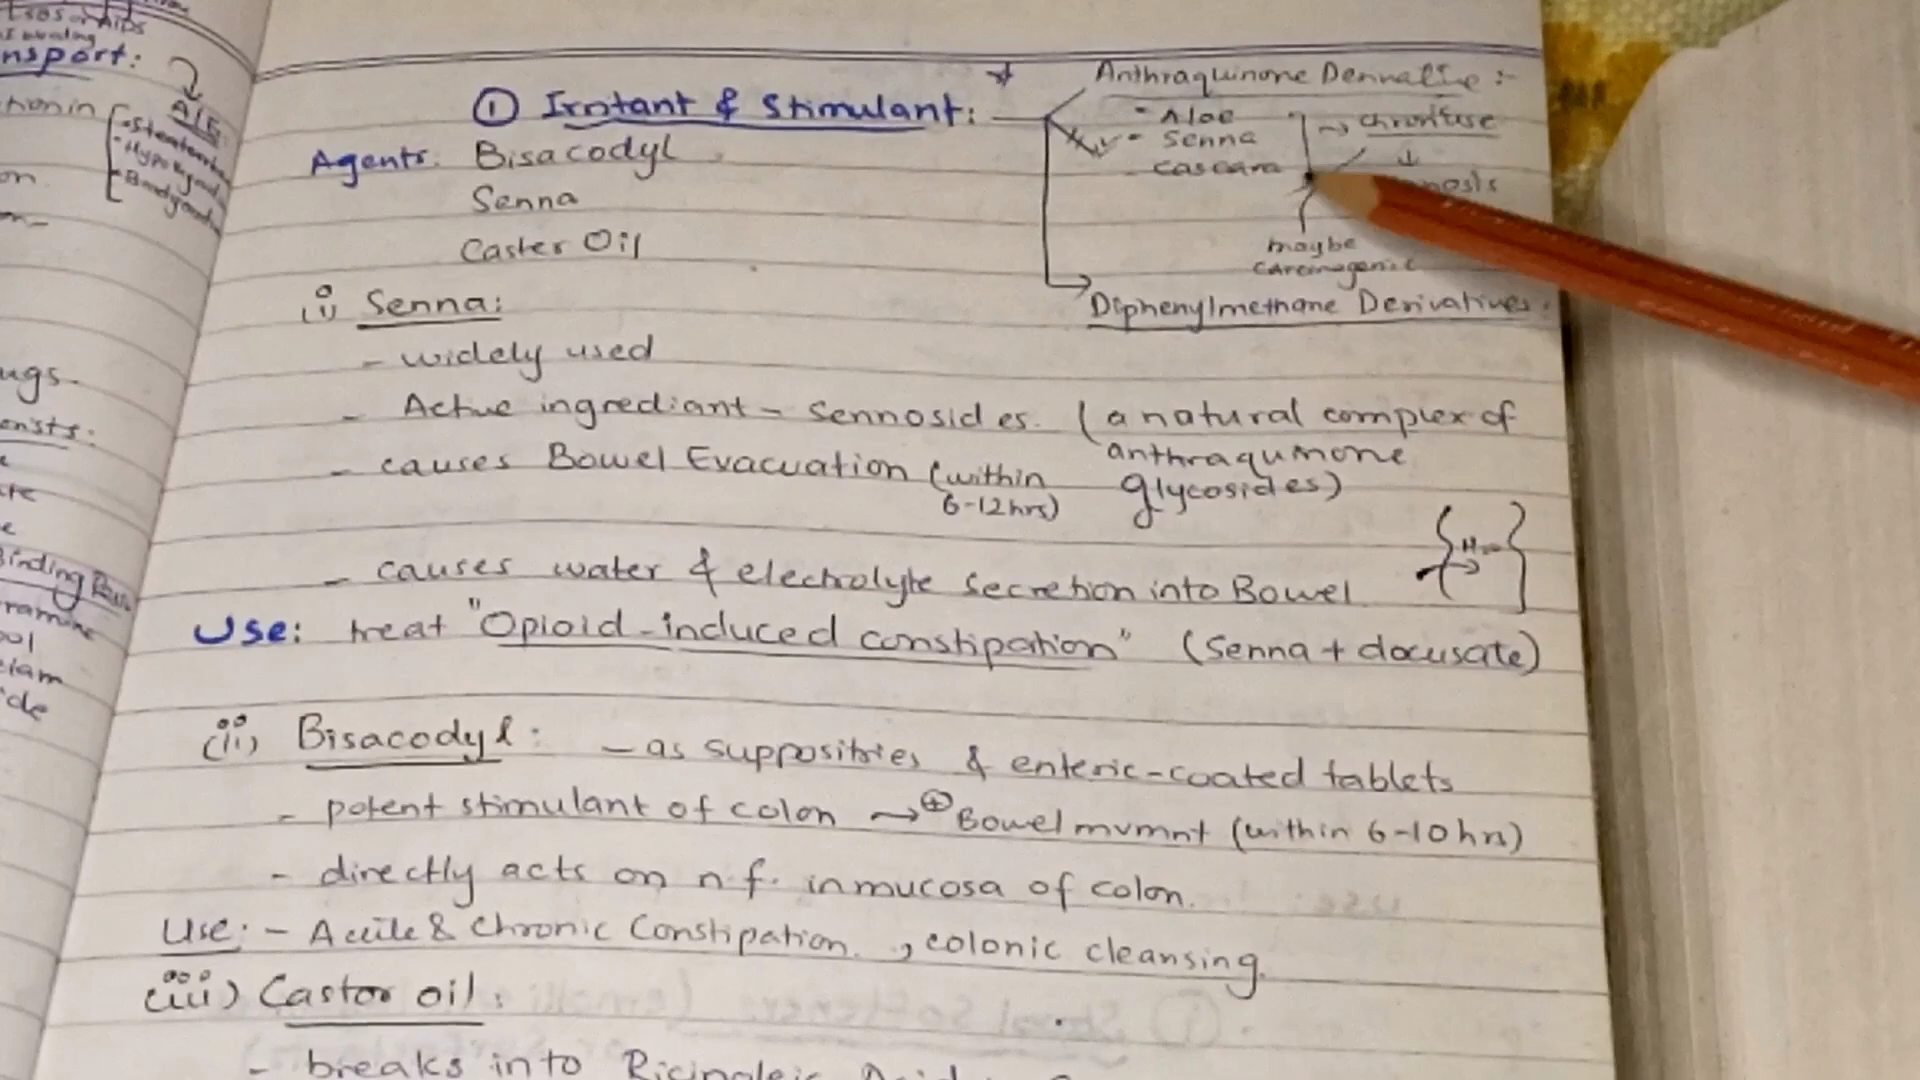 nsport:
① Irritant & Stimulant:
Agents: Bisacodyl
Senna
Caster Oil
Anthraquinone Derivative:-
- Aloe
- Senna
- cascara
→ chronic use
↓
nosis
maybe
carcinogenic
Diphenylmethane Derivatives.
(i) Senna:
- widely used
- Active ingrediant - Sennosides. (a natural complex of
anthraquinone
glycosides)
- causes Bowel Evacuation (within
6-12hrs)
- causes water & electrolyte secretion into Bowel
Use: treat "Opioid-induced constipation" (Senna + docusate)
(ii) Bisacodyl: - as suppositries & enteric-coated tablets
- potent stimulant of colon → ⊕ Bowel mvmnt (within 6-10hrs)
- directly acts on n.f. in mucosa of colon.
Use: - Acute & Chronic Constipation., colonic cleansing.
(iii) Castor oil:
- breaks into Ricinoleic Acid